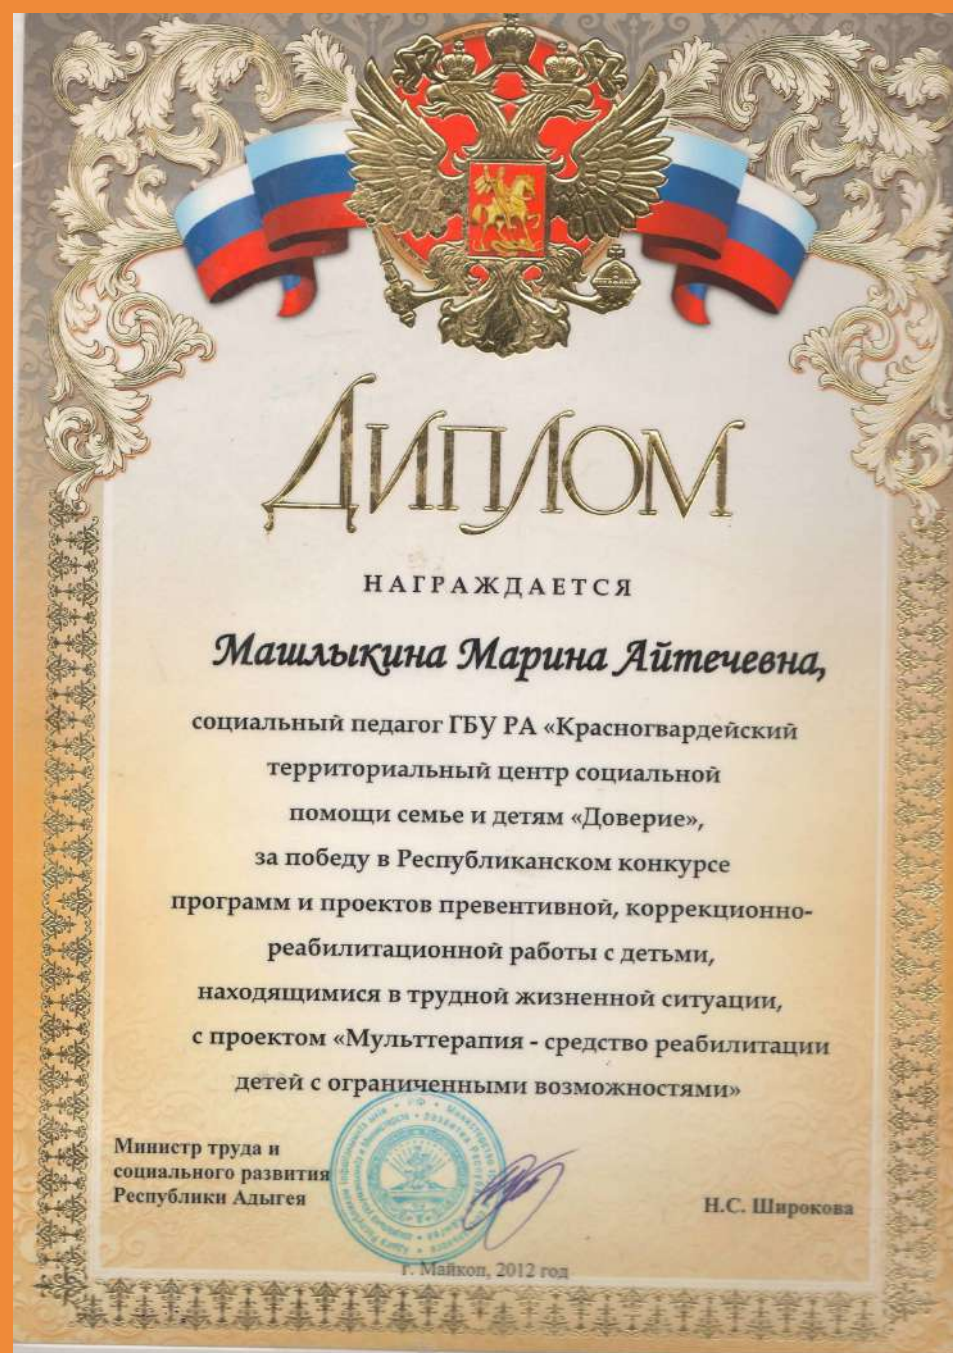 ДИПЛОМ
НАГРАЖДАЕТСЯ
Машлыкина Марина Айтечевна,
социальный педагог ГБУ РА «Красногвардейский
территориальный центр социальной
помощи семье и детям «Доверие»,
за победу в Республиканском конкурсе
программ и проектов превентивной, коррекционно-
реабилитационной работы с детьми,
находящимися в трудной жизненной ситуации,
с проектом «Мульттерапия - средство реабилитации
детей с ограниченными возможностями»
Министр труда и
социального развития
Республики Адыгея
Н.С. Широкова
г. Майкоп, 2012 год